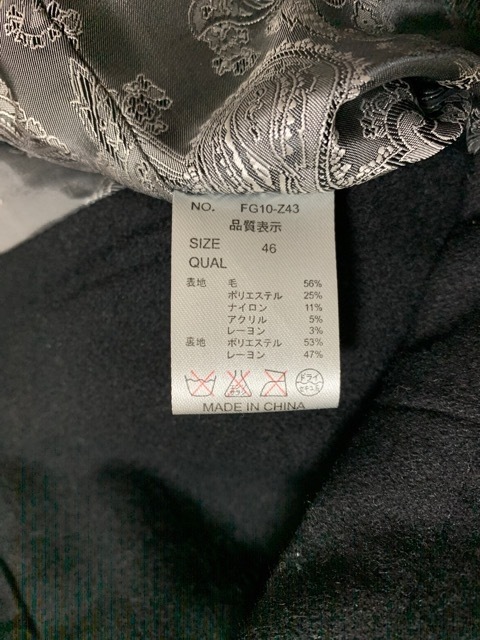 NO. FG10-Z43
品質表示
SIZE 46
QUAL
表地 毛 56%
ポリエステル 25%
ナイロン 11%
アクリル 5%
レーヨン 3%
裏地 ポリエステル 53%
レーヨン 47%
ドライ
MADE IN CHINA